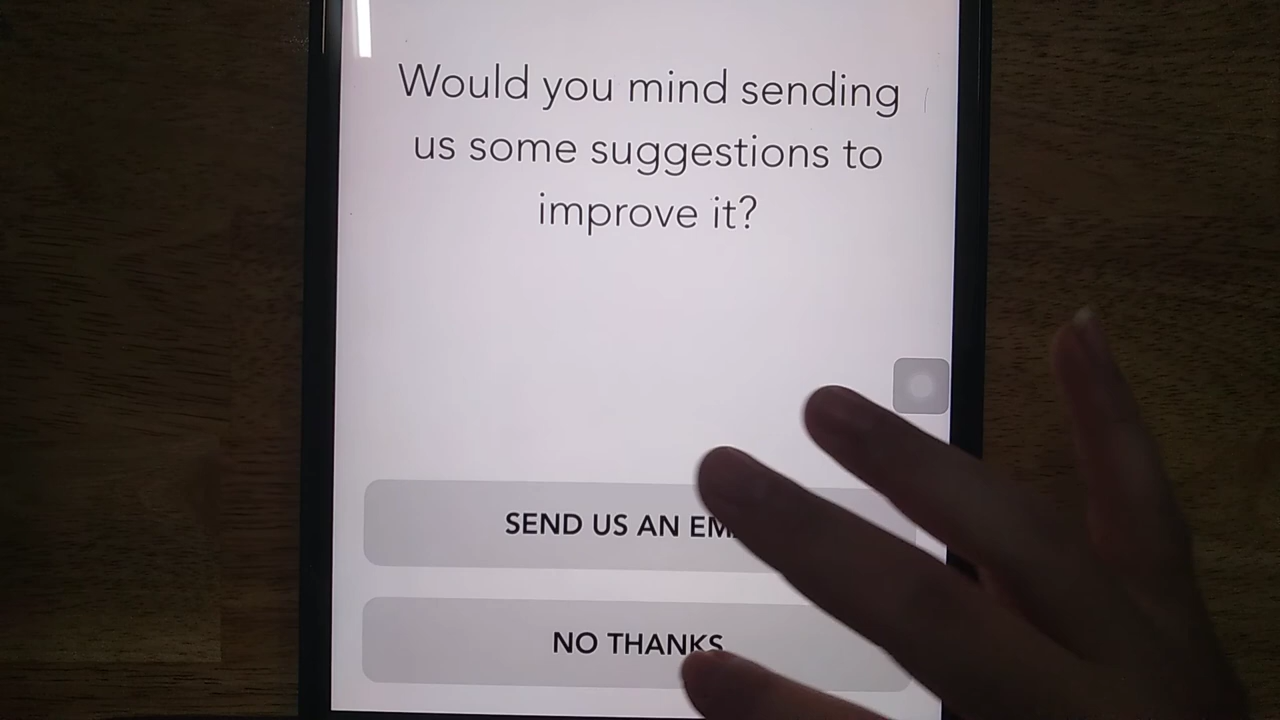 Would you mind sending
us some suggestions to
improve it?
SEND US AN EM
NO THANKS